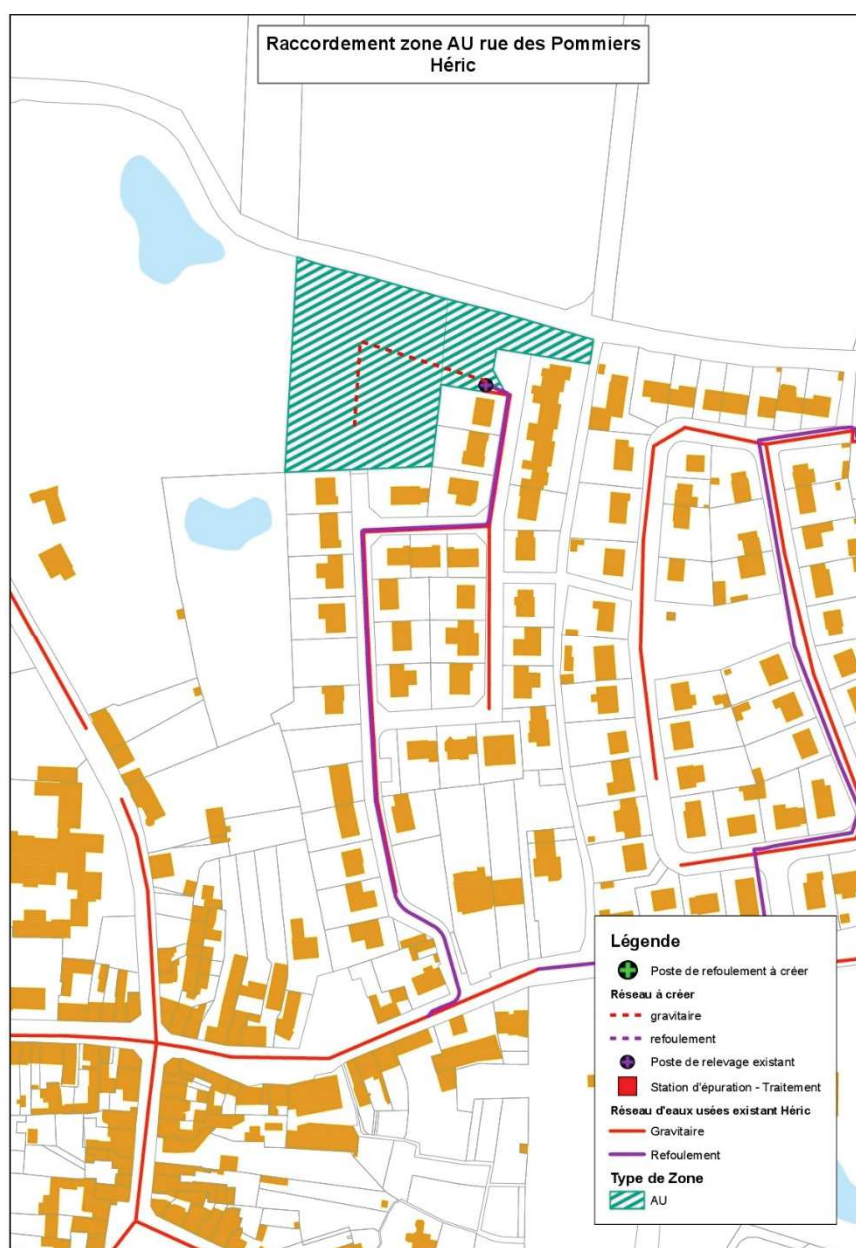 Raccordement zone AU rue des Pommiers
Héric
Légende
Poste de refoulement à créer
Réseau à créer
gravitaire
refoulement
Poste de relevage existant
Station d'épuration - Traitement
Réseau d'eaux usées existant Héric
Gravitaire
Refoulement
Type de Zone
AU